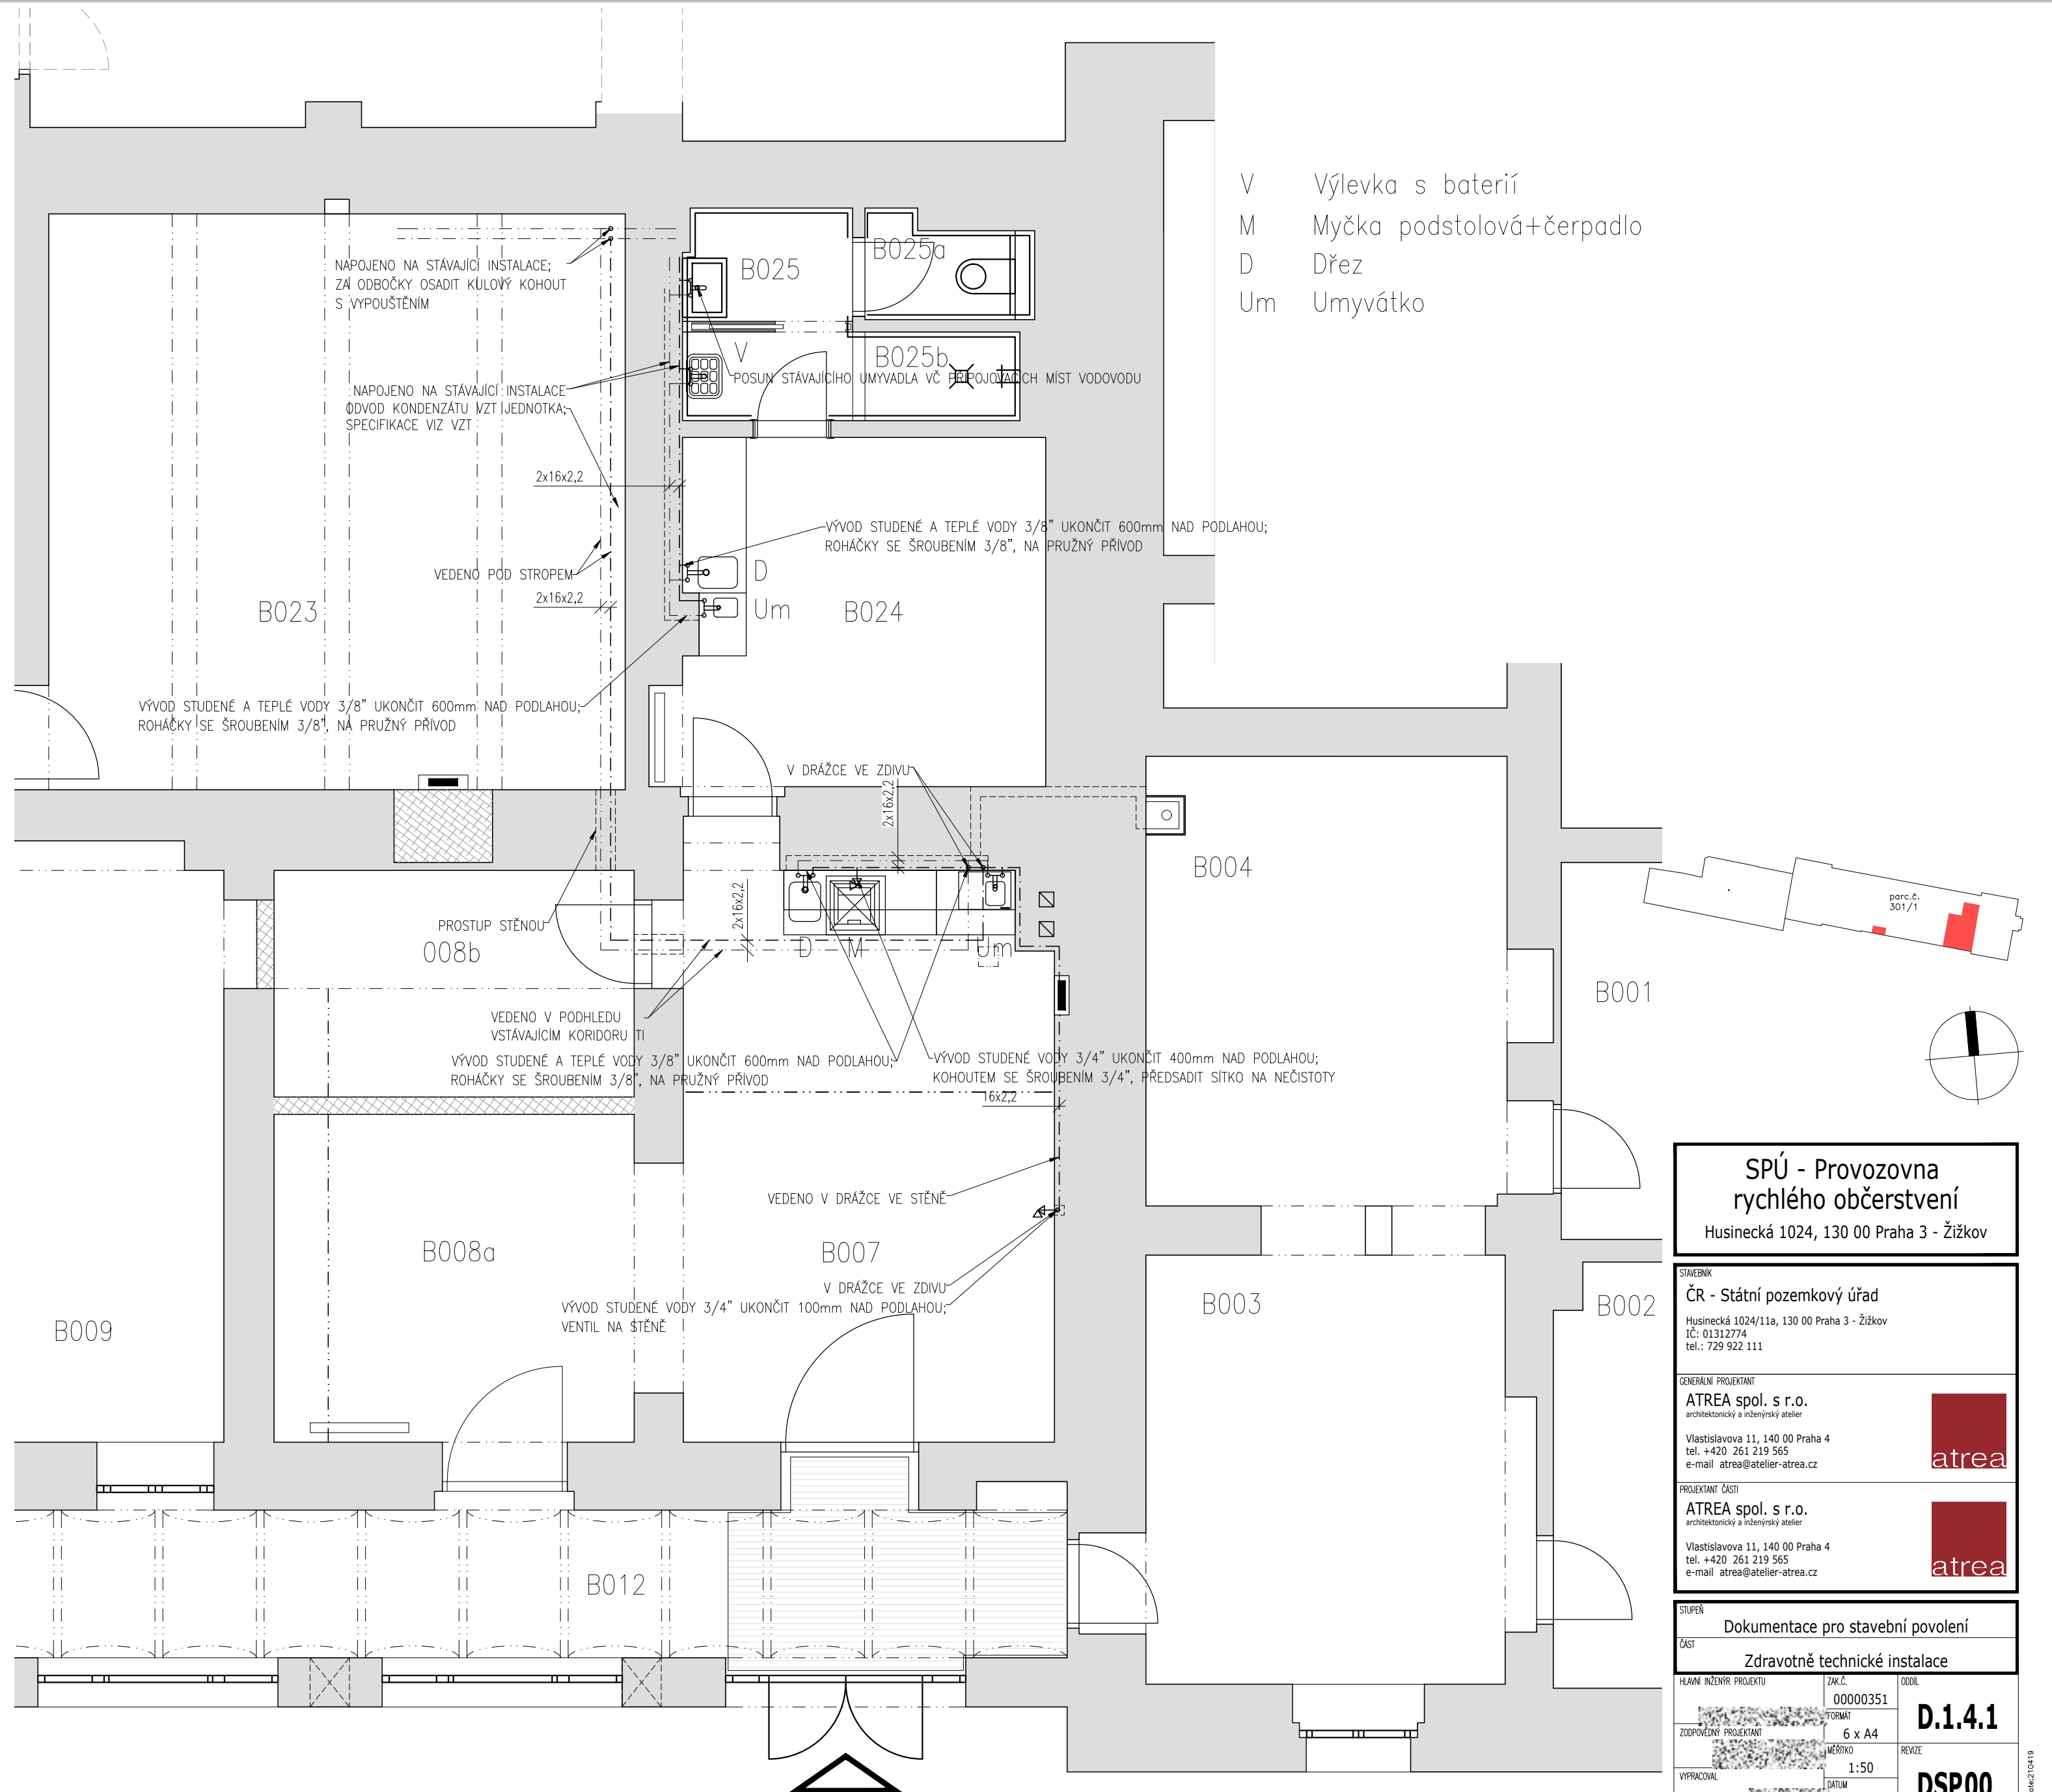 V Výlevka s baterií
M Myčka podstolová+čerpadlo
D Dřez
Um Umyvátko
B025
B025a
B025b
V
NAPOJENO NA STÁVAJÍCÍ INSTALACE;
ZA ODBOČKY OSADIT KULOVÝ KOHOUT
S VYPOUŠTĚNÍM
POSUN STÁVAJÍCÍHO UMYVADLA VČ PŘIPOJOVACÍCH MÍST VODOVODU
NAPOJENO NA STÁVAJÍCÍ INSTALACE
ODVOD KONDENZÁTU VZT JEDNOTKA;
SPECIFIKACE VIZ VZT
2x16x2,2
VÝVOD STUDENÉ A TEPLÉ VODY 3/8" UKONČIT 600mm NAD PODLAHOU;
ROHÁČKY SE ŠROUBENÍM 3/8", NA PRUŽNÝ PŘÍVOD
VEDENO POD STROPEM
2x16x2,2
D
Um
B023
B024
VÝVOD STUDENÉ A TEPLÉ VODY 3/8" UKONČIT 600mm NAD PODLAHOU;
ROHÁČKY SE ŠROUBENÍM 3/8", NA PRUŽNÝ PŘÍVOD
V DRÁŽCE VE ZDIVU
2x16x2,2
B004
PROSTUP STĚNOU
2x16x2,2
008b
D
M
Um
parc.č.
301/1
B001
VEDENO V PODHLEDU
VSTÁVAJÍCÍM KORIDORU TI
VÝVOD STUDENÉ A TEPLÉ VODY 3/8" UKONČIT 600mm NAD PODLAHOU;
ROHÁČKY SE ŠROUBENÍM 3/8", NA PRUŽNÝ PŘÍVOD
VÝVOD STUDENÉ VODY 3/4" UKONČIT 400mm NAD PODLAHOU;
KOHOUTEM SE ŠROUBENÍM 3/4", PŘEDSADIT SÍTKO NA NEČISTOTY
16x2,2
VEDENO V DRÁŽCE VE STĚNĚ
B008a
B007
V DRÁŽCE VE ZDIVU
VÝVOD STUDENÉ VODY 3/4" UKONČIT 100mm NAD PODLAHOU;
VENTIL NA STĚNĚ
B009
B003
B002
B012
SPÚ - Provozovna
rychlého občerstvení
Husinecká 1024, 130 00 Praha 3 - Žižkov
STAVEBNÍK
ČR - Státní pozemkový úřad
Husinecká 1024/11a, 130 00 Praha 3 - Žižkov
IČ: 01312774
tel.: 729 922 111
GENERÁLNÍ PROJEKTANT
ATREA spol. s r.o.
architektonický a inženýrský atelier
Vlastislavova 11, 140 00 Praha 4
tel. +420 261 219 565
e-mail atrea@atelier-atrea.cz
atrea
PROJEKTANT ČÁSTI
ATREA spol. s r.o.
architektonický a inženýrský atelier
Vlastislavova 11, 140 00 Praha 4
tel. +420 261 219 565
e-mail atrea@atelier-atrea.cz
atrea
STUPEŇ
Dokumentace pro stavební povolení
ČÁST
Zdravotně technické instalace
HLAVNÍ INŽENÝR PROJEKTU
ZAK.Č.
00000351
ODDÍL
D.1.4.1
FORMÁT
6 x A4
ZODPOVĚDNÝ PROJEKTANT
MĚŘÍTKO
1:50
REVIZE
DSP.00
VYPRACOVAL
DATUM